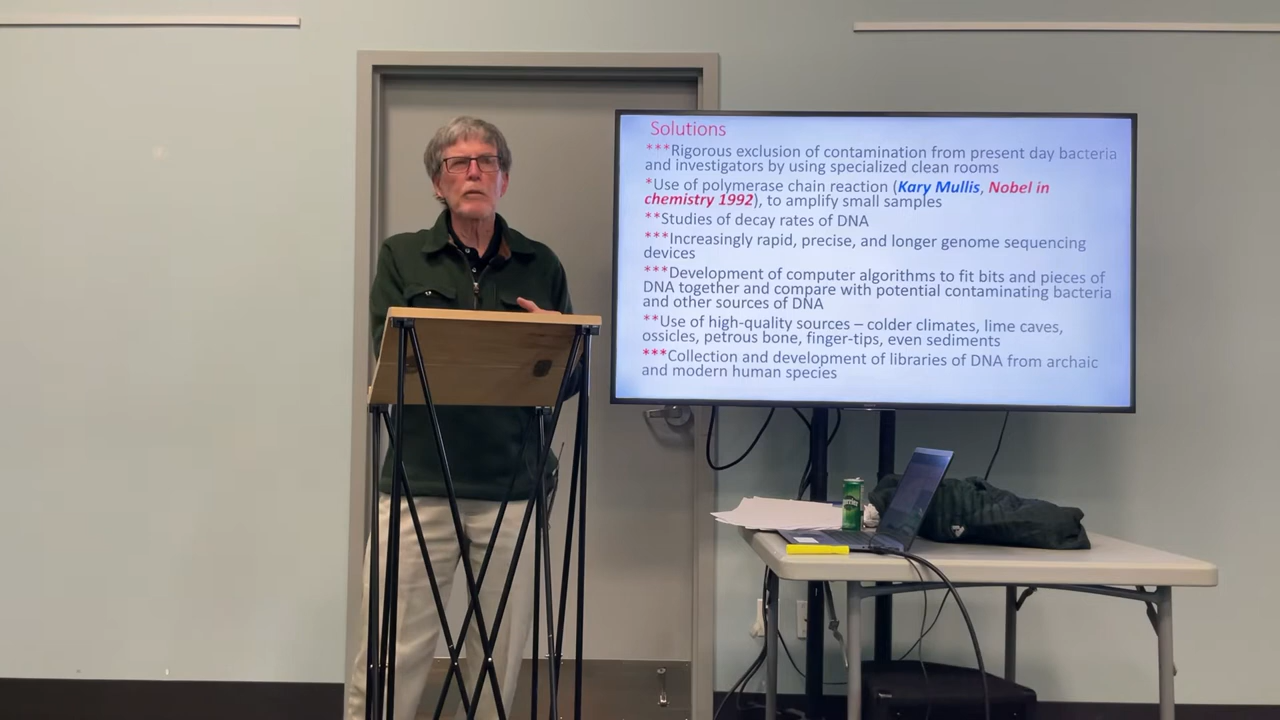 Solutions
***Rigorous exclusion of contamination from present day bacteria
and investigators by using specialized clean rooms
*Use of polymerase chain reaction (Kary Mullis, Nobel in
chemistry 1992), to amplify small samples
**Studies of decay rates of DNA
***Increasingly rapid, precise, and longer genome sequencing
devices
***Development of computer algorithms to fit bits and pieces of
DNA together and compare with potential contaminating bacteria
and other sources of DNA
**Use of high-quality sources – colder climates, lime caves,
ossicles, petrous bone, finger-tips, even sediments
***Collection and development of libraries of DNA from archaic
and modern human species
perrier